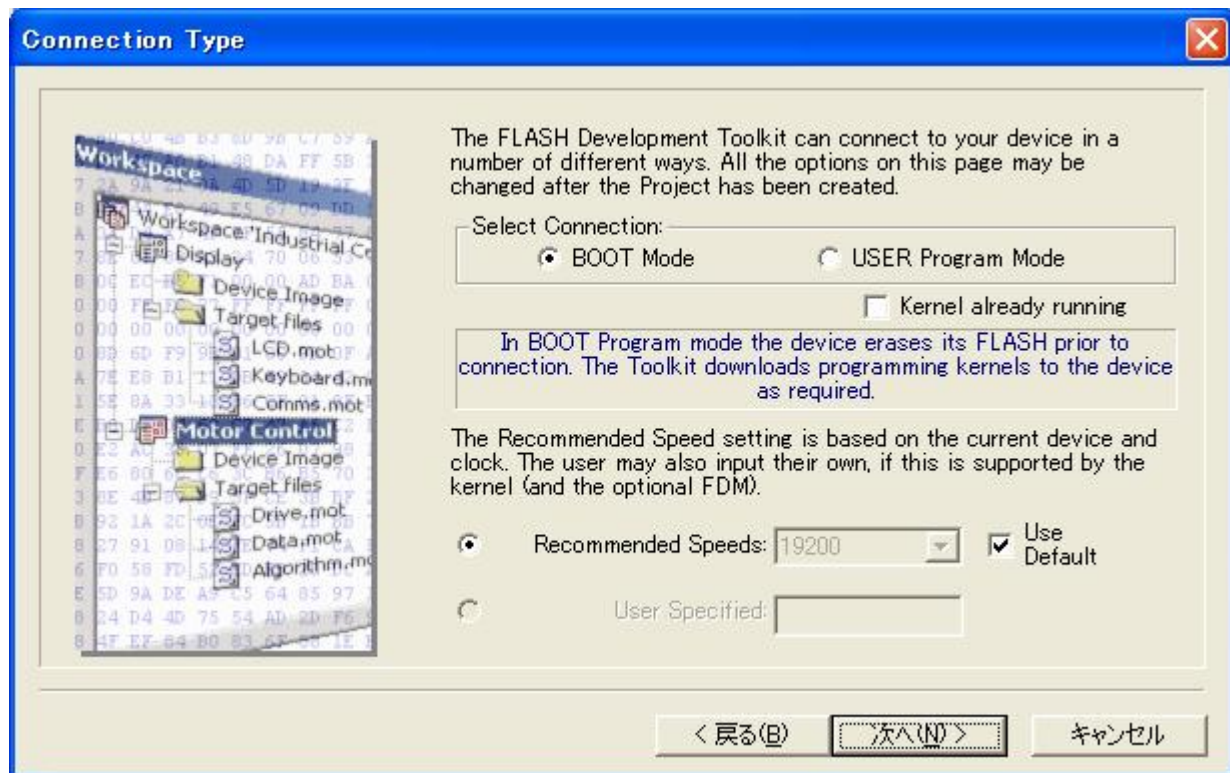 Connection Type
Workspace
Workspace 'Industrial Co
Display
Device Image
Target files
LCD.mot
Keyboard.mo
Comms.mot
Motor Control
Device Image
Target files
Drive.mot
Data.mot
Algorithm.mo
The FLASH Development Toolkit can connect to your device in a
number of different ways. All the options on this page may be
changed after the Project has been created.
Select Connection:
BOOT Mode
USER Program Mode
Kernel already running
In BOOT Program mode the device erases its FLASH prior to
connection. The Toolkit downloads programming kernels to the device
as required.
The Recommended Speed setting is based on the current device and
clock. The user may also input their own, if this is supported by the
kernel (and the optional FDM).
Recommended Speeds: 19200
Use
Default
User Specified:
< 戻る(B)
次へ(N) >
キャンセル